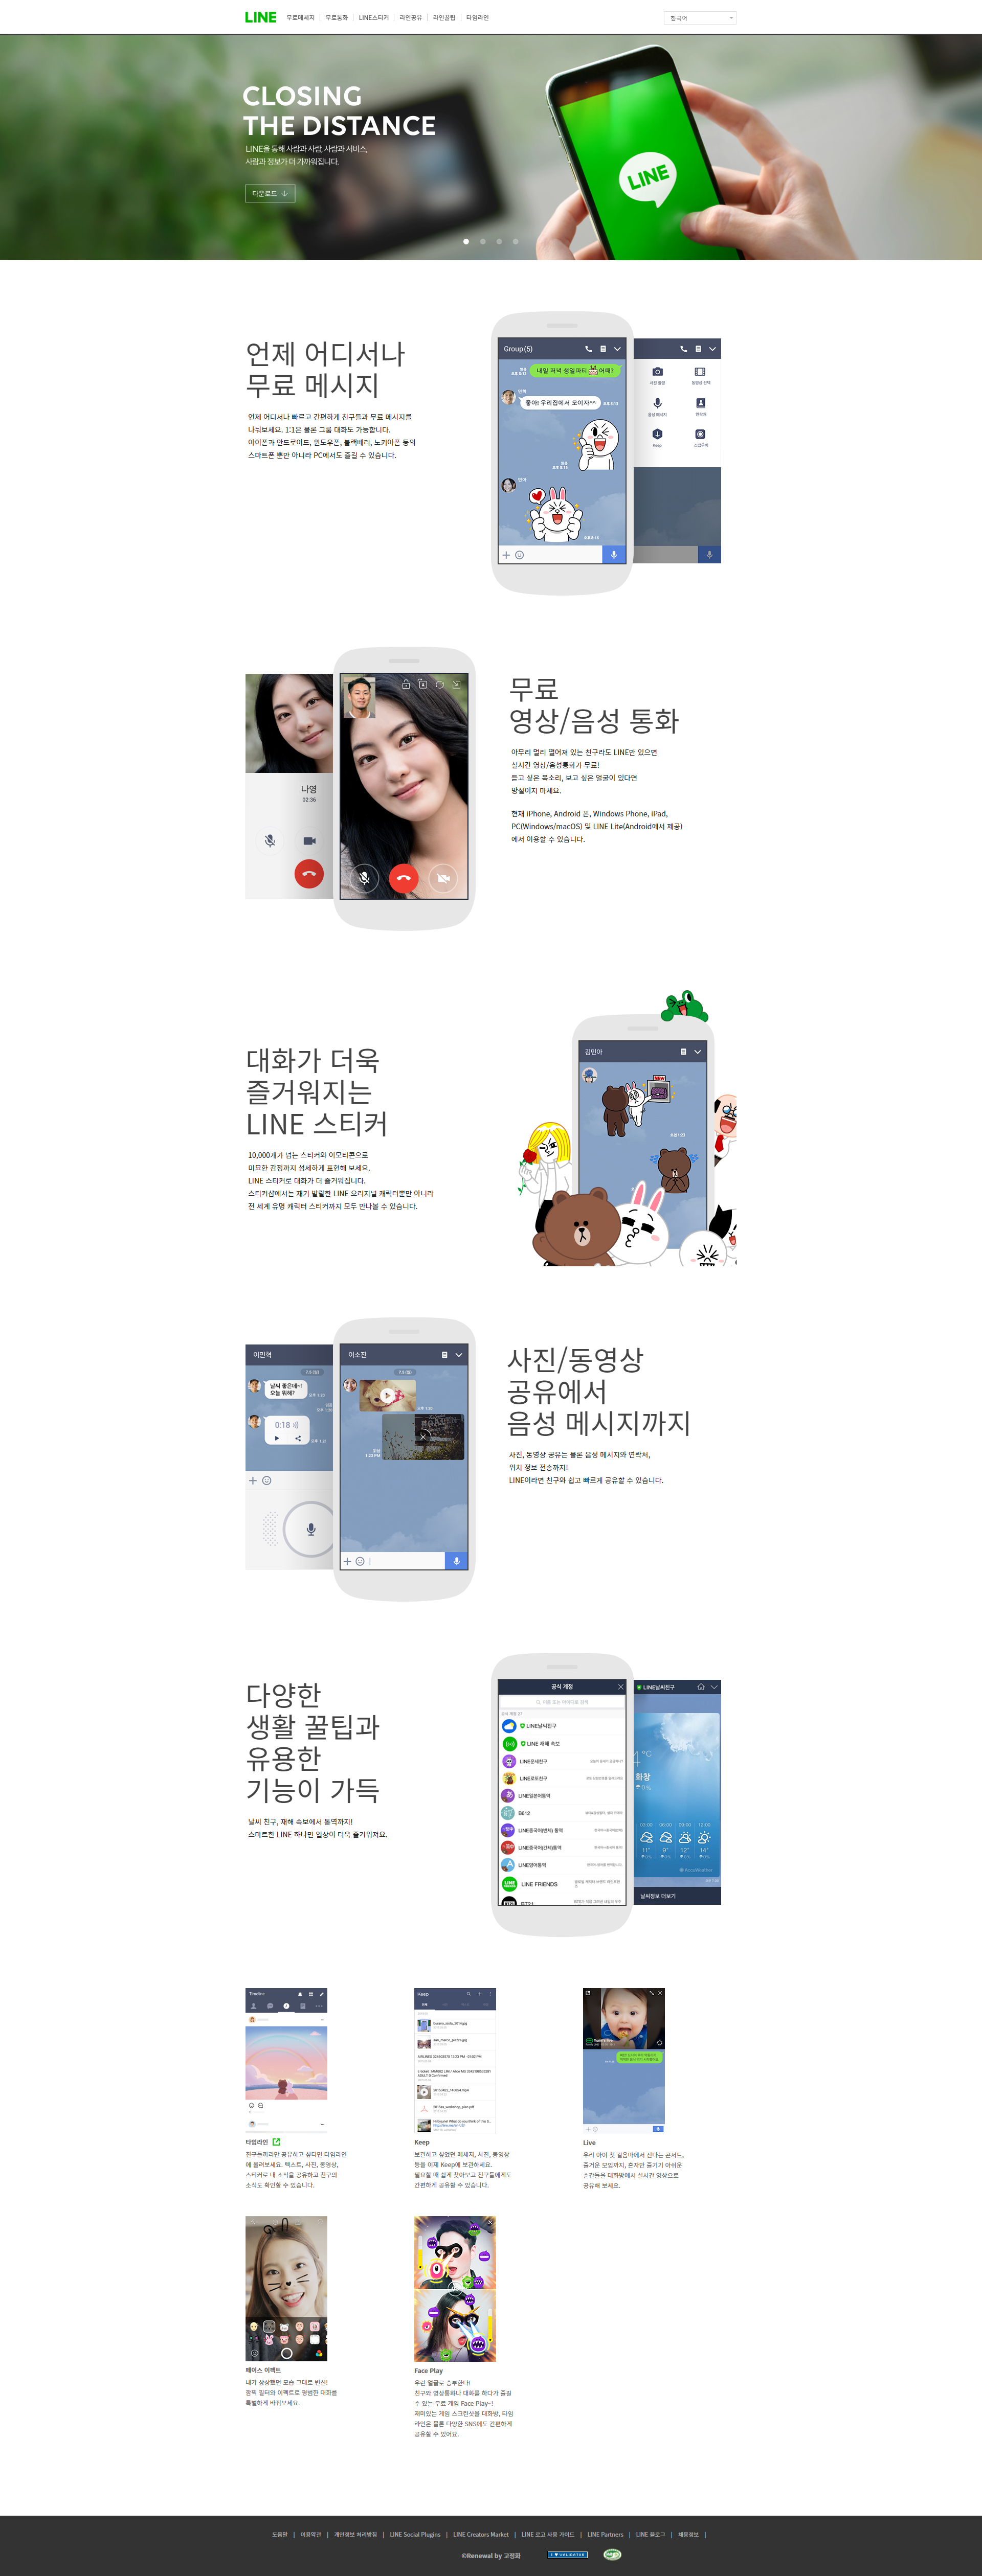 LINE 무료메세지 | 무료통화 | LINE스티커 | 라인공유 | 라인꿀팁 | 타임라인
한국어
CLOSING
THE DISTANCE
LINE을 통해 사람과 사람, 사람과 서비스,
사람과 정보가 더 가까워집니다.
다운로드
LINE
언제 어디서나
무료 메시지
언제 어디서나 빠르고 간편하게 친구들과 무료 메시지를
나눠보세요. 1:1은 물론 그룹 대화도 가능합니다.
아이폰과 안드로이드, 윈도우폰, 블랙베리, 노키아폰 등의
스마트폰 뿐만 아니라 PC에서도 즐길 수 있습니다.
Group(5)
내일 저녁 생일파티 어때?
좋아! 우리집에서 모이자^^
Keep
나영
02:36
무료
영상/음성 통화
아무리 멀리 떨어져 있는 친구라도 LINE만 있으면
실시간 영상/음성통화가 무료!
듣고 싶은 목소리, 보고 싶은 얼굴이 있다면
망설이지 마세요.
현재 iPhone, Android 폰, Windows Phone, iPad,
PC(Windows/macOS) 및 LINE Lite(Android에서 제공)
에서 이용할 수 있습니다.
대화가 더욱
즐거워지는
LINE 스티커
10,000개가 넘는 스티커와 이모티콘으로
미묘한 감정까지 섬세하게 표현해 보세요.
LINE 스티커로 대화가 더 즐거워집니다.
스티커샵에서는 재기 발랄한 LINE 오리지널 캐릭터뿐만 아니라
전 세계 유명 캐릭터 스티커까지 모두 만나볼 수 있습니다.
김민아
NEW
이민혁
날씨 좋은데~!
오늘 뭐해?
0:18
이소진
사진/동영상
공유에서
음성 메시지까지
사진, 동영상 공유는 물론 음성 메시지와 연락처,
위치 정보 전송까지!
LINE이라면 친구와 쉽고 빠르게 공유할 수 있습니다.
다양한
생활 꿀팁과
유용한
기능이 가득
날씨 친구, 재해 속보에서 통역까지!
스마트한 LINE 하나면 일상이 더욱 즐거워져요.
공식 계정
LINE날씨친구
LINE 재해 속보
LINE운세친구
LINE로또친구
LINE일본어통역
B612
LINE중국어(번체) 통역
LINE중국어(간체)통역
LINE영어통역
LINE FRIENDS
BT21
LINE날씨친구
날씨정보 더보기
Timeline
Keep
타임라인
친구들끼리만 공유하고 싶다면 타임라인
에 올려보세요. 텍스트, 사진, 동영상,
스티커로 내 소식을 공유하고 친구의
소식도 확인할 수 있습니다.
Keep
보관하고 싶었던 메세지, 사진, 동영상
등을 이제 Keep에 보관하세요.
필요할 때 쉽게 찾아보고 친구들에게도
간편하게 공유할 수 있습니다.
Live
우리 아이 첫 걸음마에서 신나는 콘서트,
즐거운 모임까지, 혼자만 즐기기 아쉬운
순간들을 대화방에서 실시간 영상으로
공유해 보세요.
페이스 이펙트
내가 상상했던 모습 그대로 변신!
깜찍 필터와 이펙트로 평범한 대화를
특별하게 바꿔보세요.
Face Play
우린 얼굴로 승부한다!
친구와 영상통화나 대화를 하다가 즐길
수 있는 무료 게임 Face Play~!
재미있는 게임 스크린샷을 대화방, 타임
라인은 물론 다양한 SNS에도 간편하게
공유할 수 있어요.
도움말 | 이용약관 | 개인정보 처리방침 | LINE Social Plugins | LINE Creators Market | LINE 로고 사용 가이드 | LINE Partners | LINE 블로그 | 채용정보 |
©Renewal by 고정화